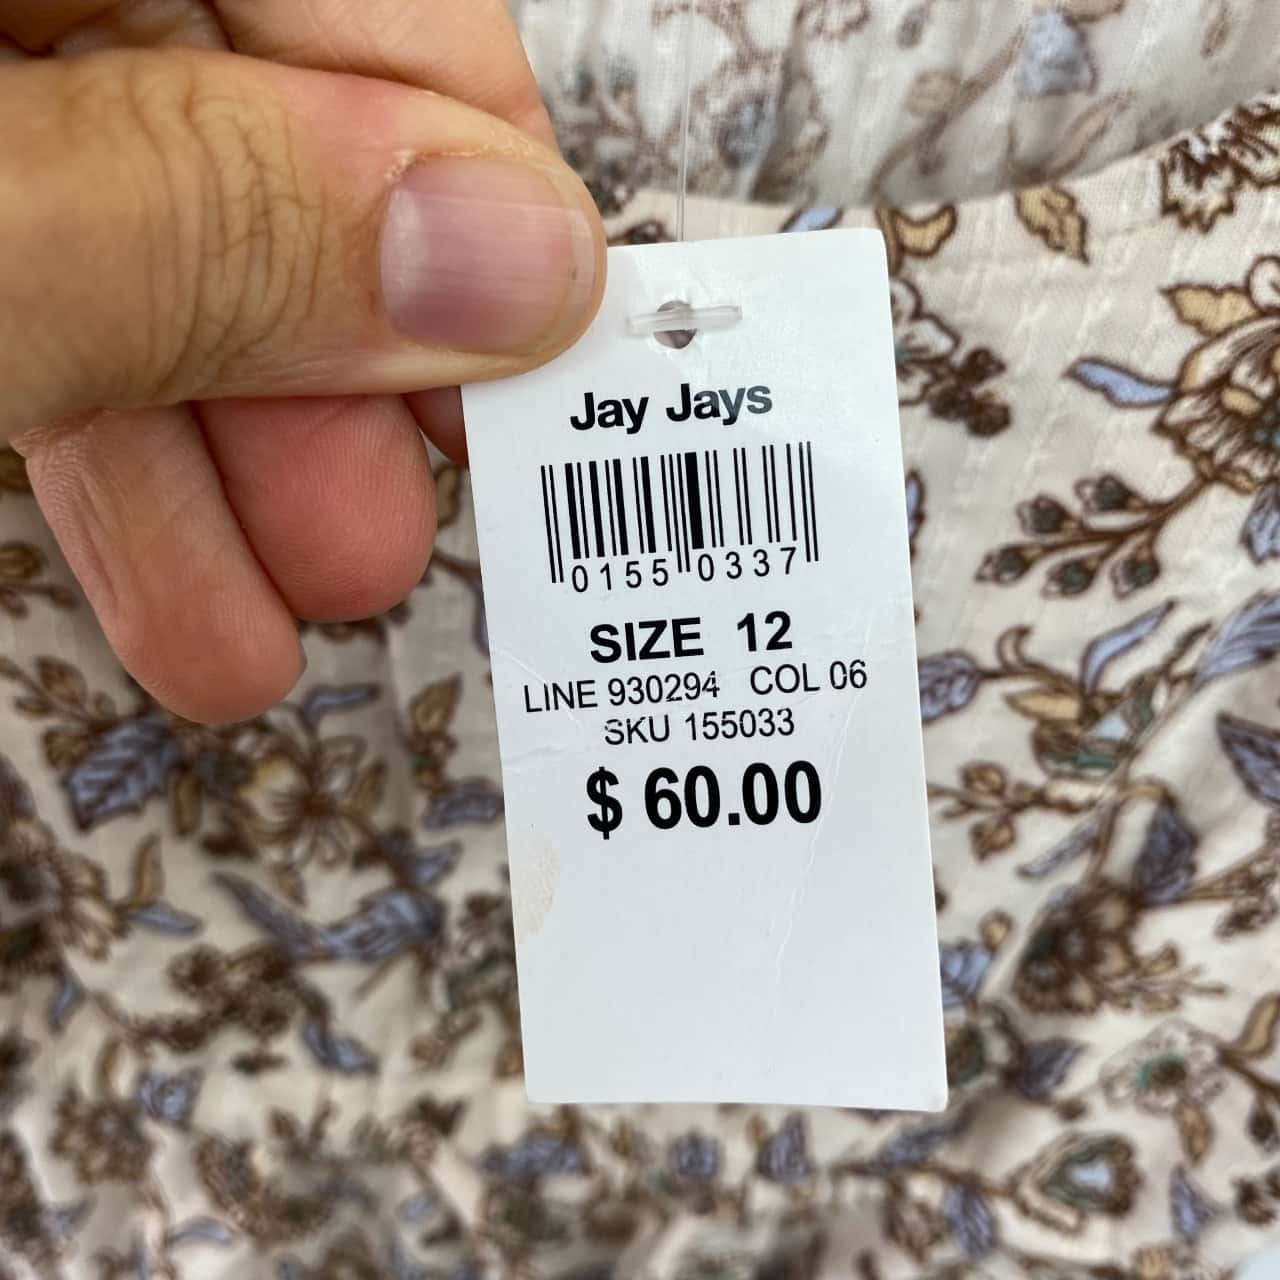 Jay Jays
0155 0337
SIZE 12
LINE 930294 COL 06
SKU 155033
$ 60.00